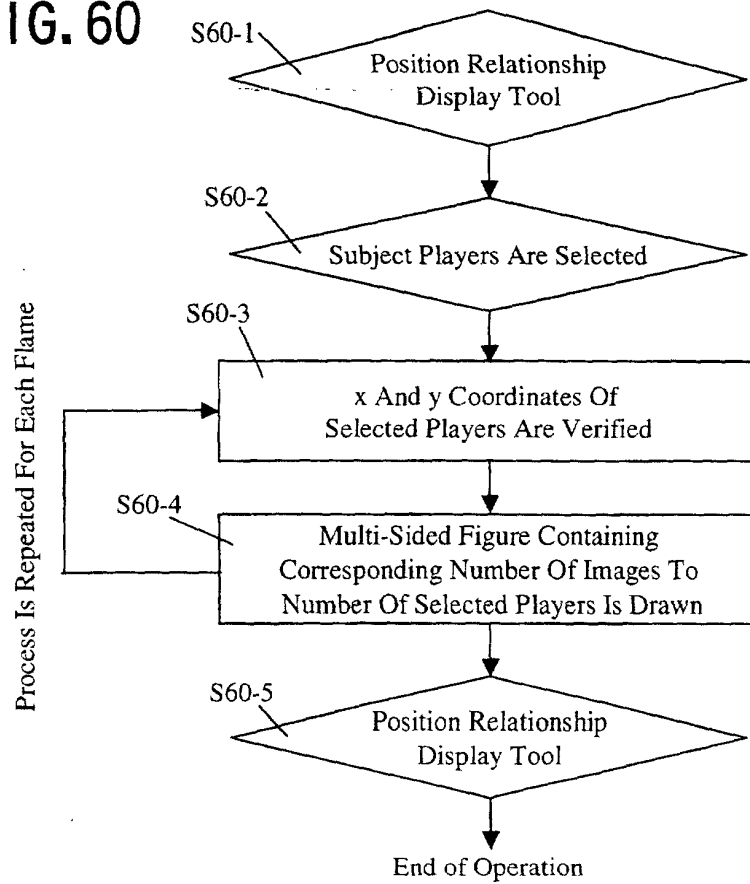 IG. 60
S60-1
Position Relationship
Display Tool
S60-2
Subject Players Are Selected
S60-3
x And y Coordinates Of
Selected Players Are Verified
Process Is Repeated For Each Flame
S60-4
Multi-Sided Figure Containing
Corresponding Number Of Images To
Number Of Selected Players Is Drawn
S60-5
Position Relationship
Display Tool
End of Operation